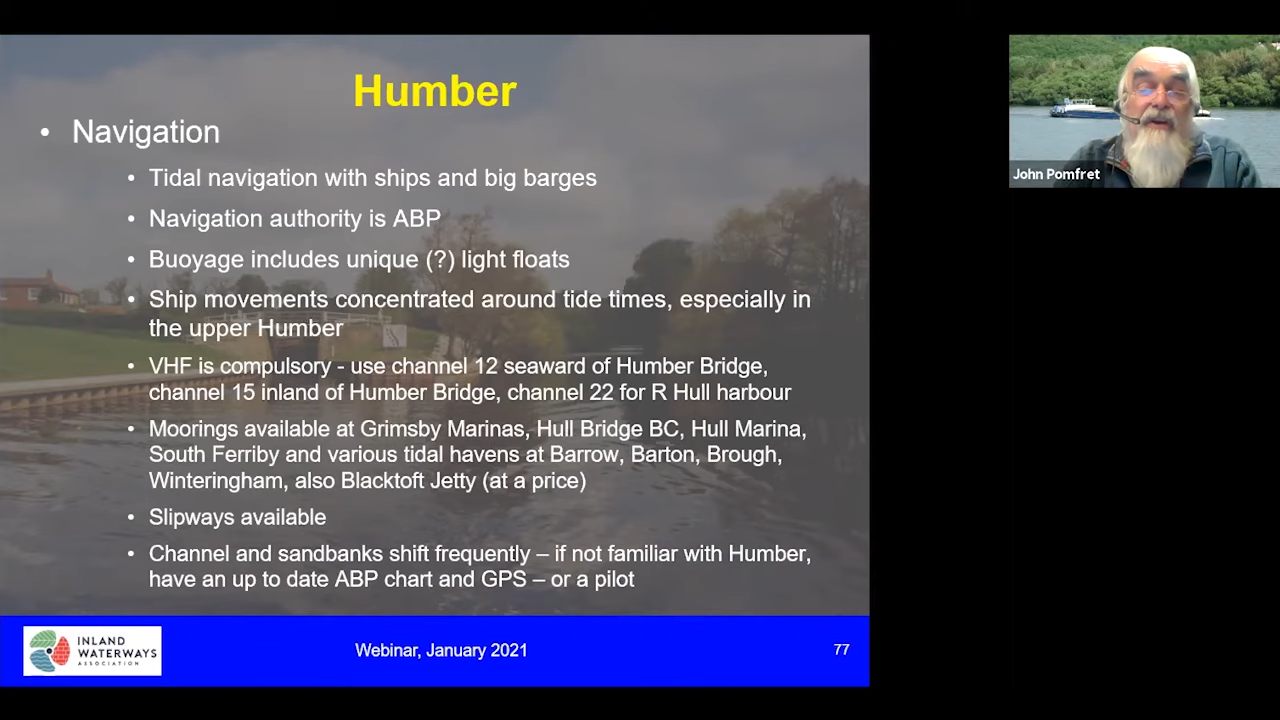 Humber
• Navigation
• Tidal navigation with ships and big barges
• Navigation authority is ABP
• Buoyage includes unique (?) light floats
• Ship movements concentrated around tide times, especially in
the upper Humber
• VHF is compulsory - use channel 12 seaward of Humber Bridge,
channel 15 inland of Humber Bridge, channel 22 for R Hull harbour
• Moorings available at Grimsby Marinas, Hull Bridge BC, Hull Marina,
South Ferriby and various tidal havens at Barrow, Barton, Brough,
Winteringham, also Blacktoft Jetty (at a price)
• Slipways available
• Channel and sandbanks shift frequently – if not familiar with Humber,
have an up to date ABP chart and GPS – or a pilot
INLAND
WATERWAYS
ASSOCIATION
Webinar, January 2021
77
John Pomfret